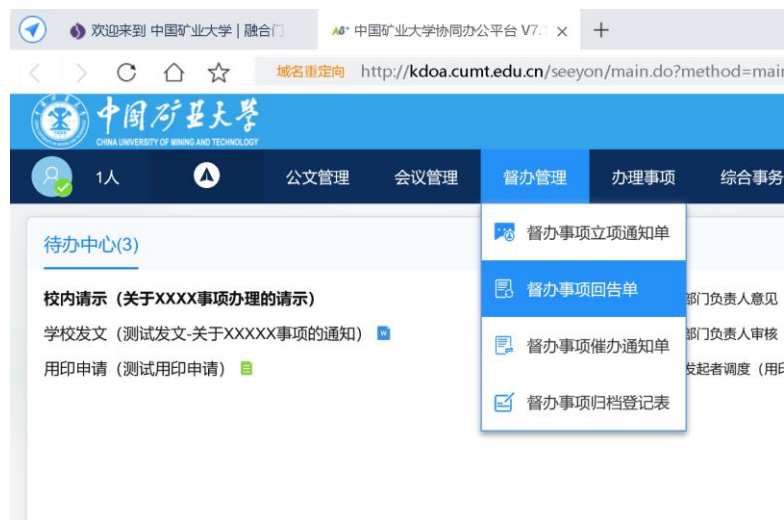 欢迎来到 中国矿业大学 | 融合门
A8+ 中国矿业大学协同办公平台 V7.1
域名重定向 http://kdoa.cumt.edu.cn/seeyon/main.do?method=main
中国矿业大学
CHINA UNIVERSITY OF MINING AND TECHNOLOGY
1人 公文管理 会议管理 督办管理 办理事项 综合事务
待办中心(3)
督办事项立项通知单
督办事项回告单
督办事项催办通知单
督办事项归档登记表
校内请示（关于XXXX事项办理的请示）
部门负责人意见
学校发文（测试发文-关于XXXXX事项的通知）
部门负责人审核
用印申请（测试用印申请）
发起者调度（用印